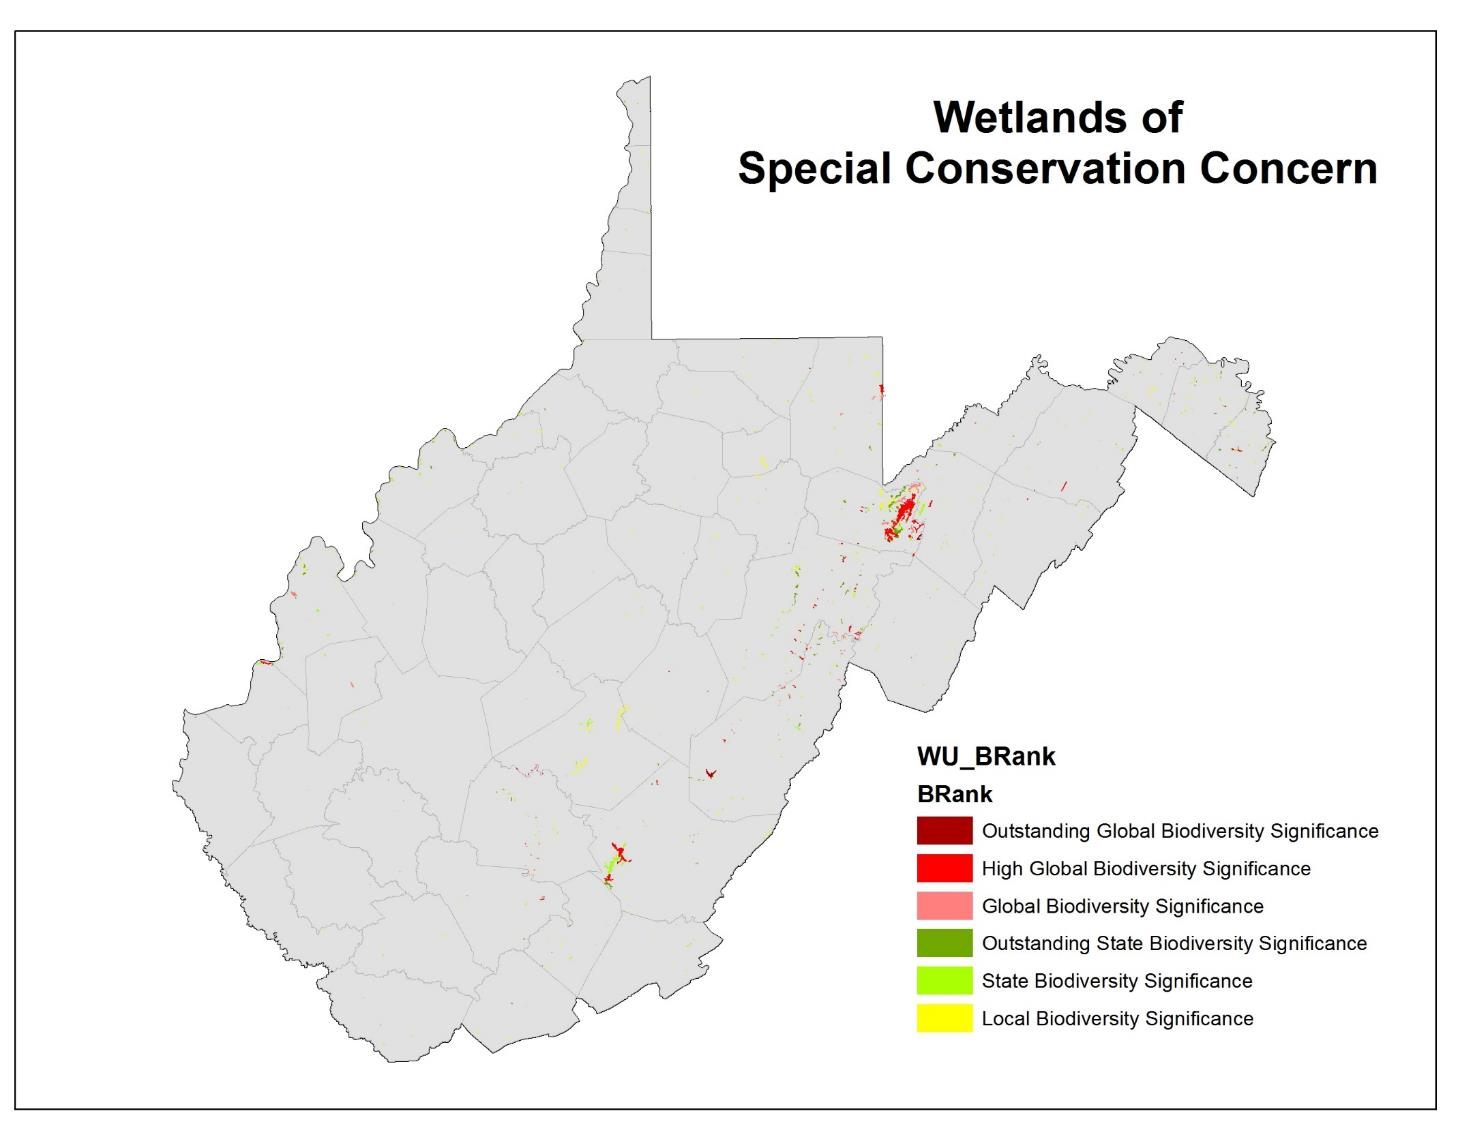 Wetlands of
Special Conservation Concern
WU_BRank
BRank
Outstanding Global Biodiversity Significance
High Global Biodiversity Significance
Global Biodiversity Significance
Outstanding State Biodiversity Significance
State Biodiversity Significance
Local Biodiversity Significance